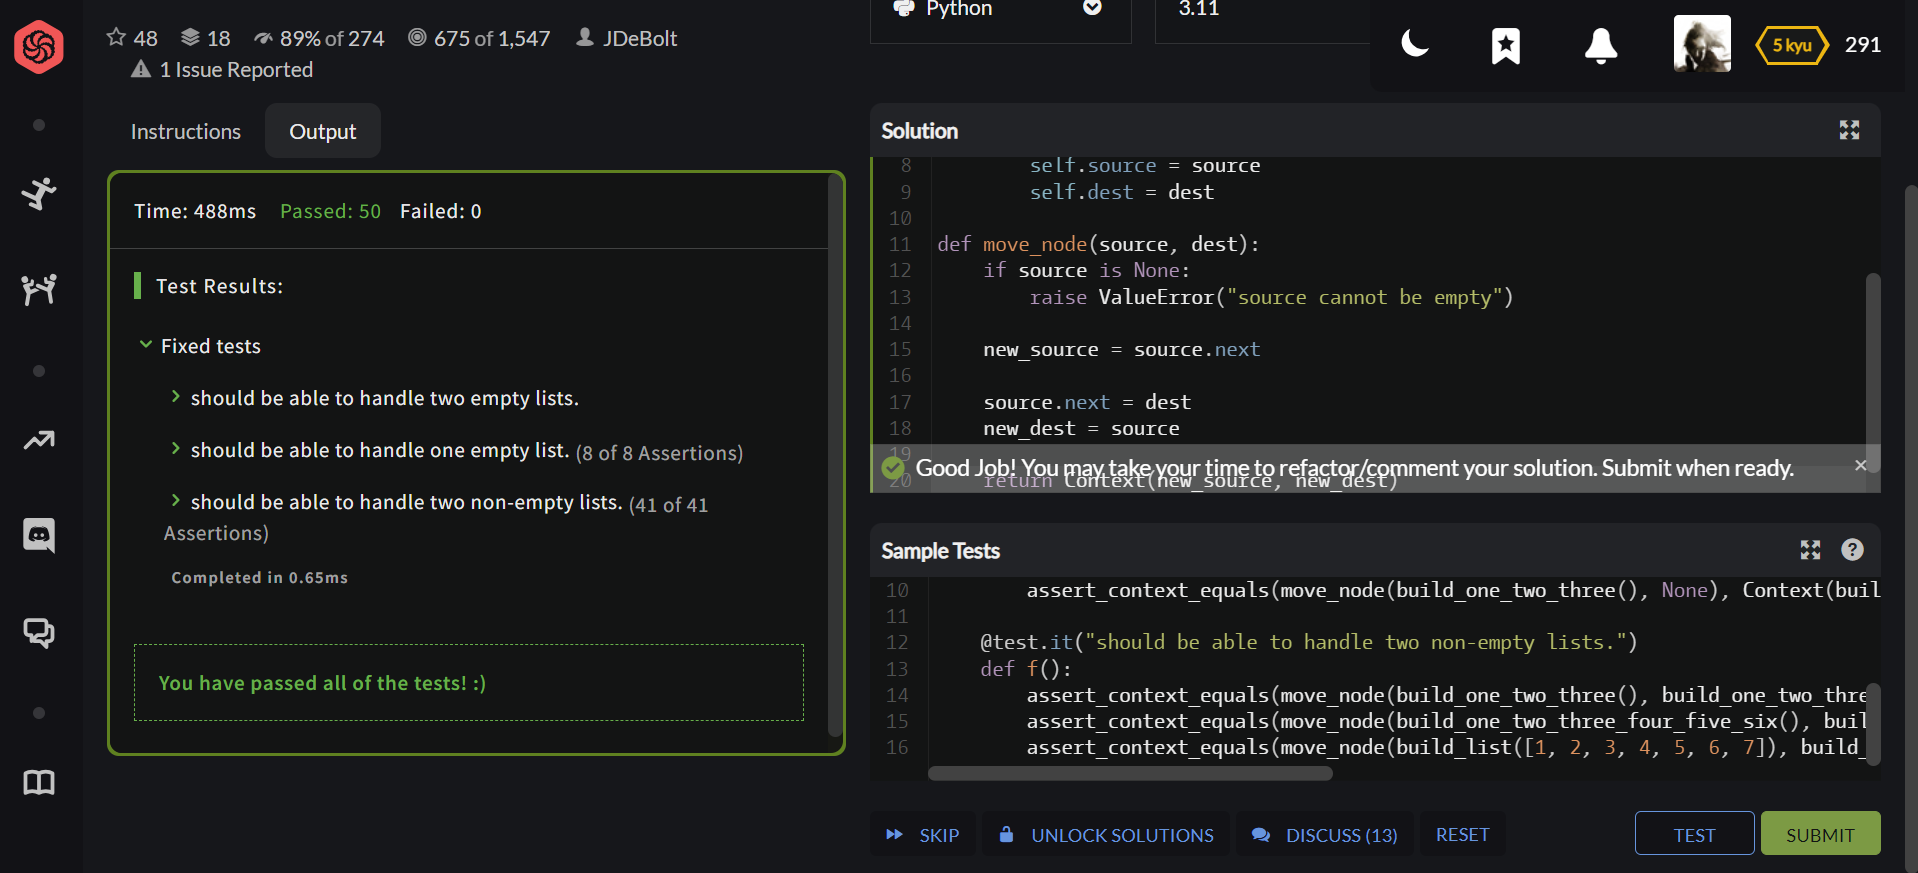 48 18 89% of 274 675 of 1,547 JDeBolt
1 Issue Reported
Python
3.11
5 kyu 291
Instructions Output
Time: 488ms Passed: 50 Failed: 0
Test Results:
Fixed tests
should be able to handle two empty lists.
should be able to handle one empty list. (8 of 8 Assertions)
should be able to handle two non-empty lists. (41 of 41
Assertions)
Completed in 0.65ms
You have passed all of the tests! :)
Solution
8 self.source = source
9 self.dest = dest
10
11 def move_node(source, dest):
12 if source is None:
13 raise ValueError("source cannot be empty")
14
15 new_source = source.next
16
17 source.next = dest
18 new_dest = source
19
Good Job! You may take your time to refactor/comment your solution. Submit when ready. ×
20 return Context(new_source, new_dest)
Sample Tests ?
10 assert_context_equals(move_node(build_one_two_three(), None), Context(buil
11
12 @test.it("should be able to handle two non-empty lists.")
13 def f():
14 assert_context_equals(move_node(build_one_two_three(), build_one_two_thre
15 assert_context_equals(move_node(build_one_two_three_four_five_six(), buil
16 assert_context_equals(move_node(build_list([1, 2, 3, 4, 5, 6, 7]), build_
SKIP UNLOCK SOLUTIONS DISCUSS (13) RESET TEST SUBMIT